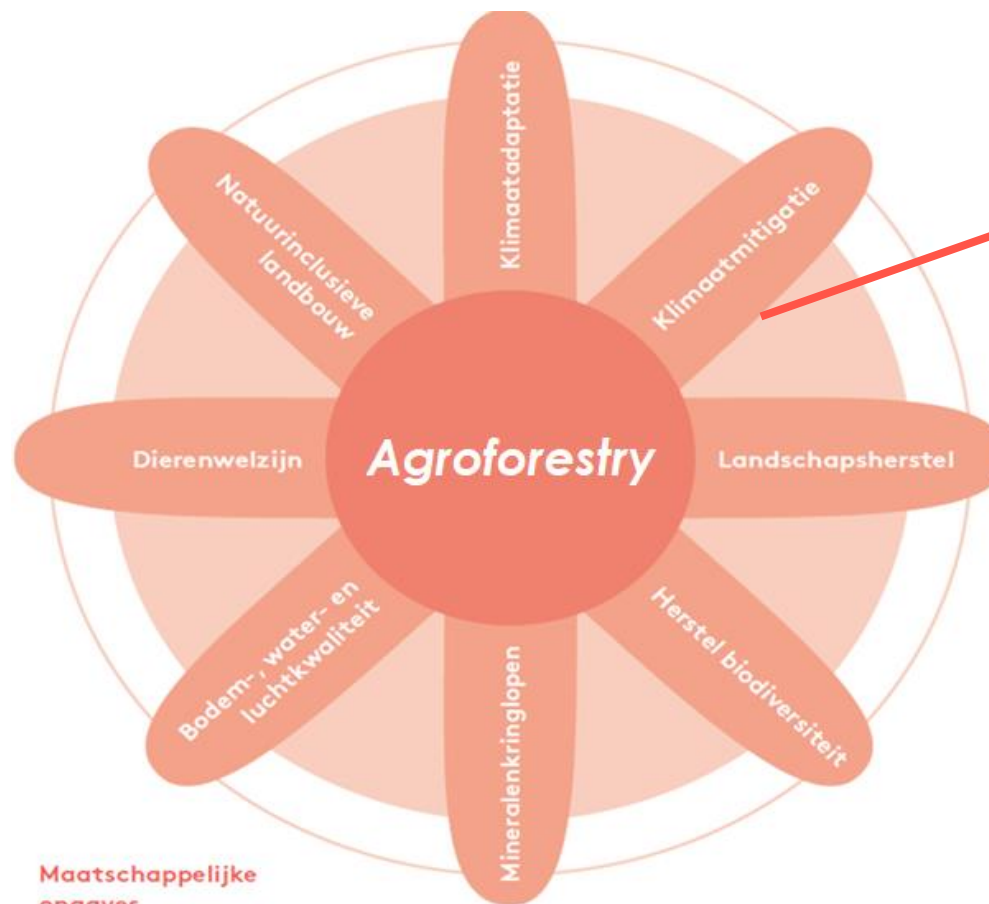 Klimaatadaptatie
Klimaatmitigatie
Landschapsherstel
Herstel biodiversiteit
Mineralenkringlopen
Bodem-, water- en
luchtkwaliteit
Dierenwelzijn
Natuurinclusieve
landbouw
Agroforestry
Maatschappelijke